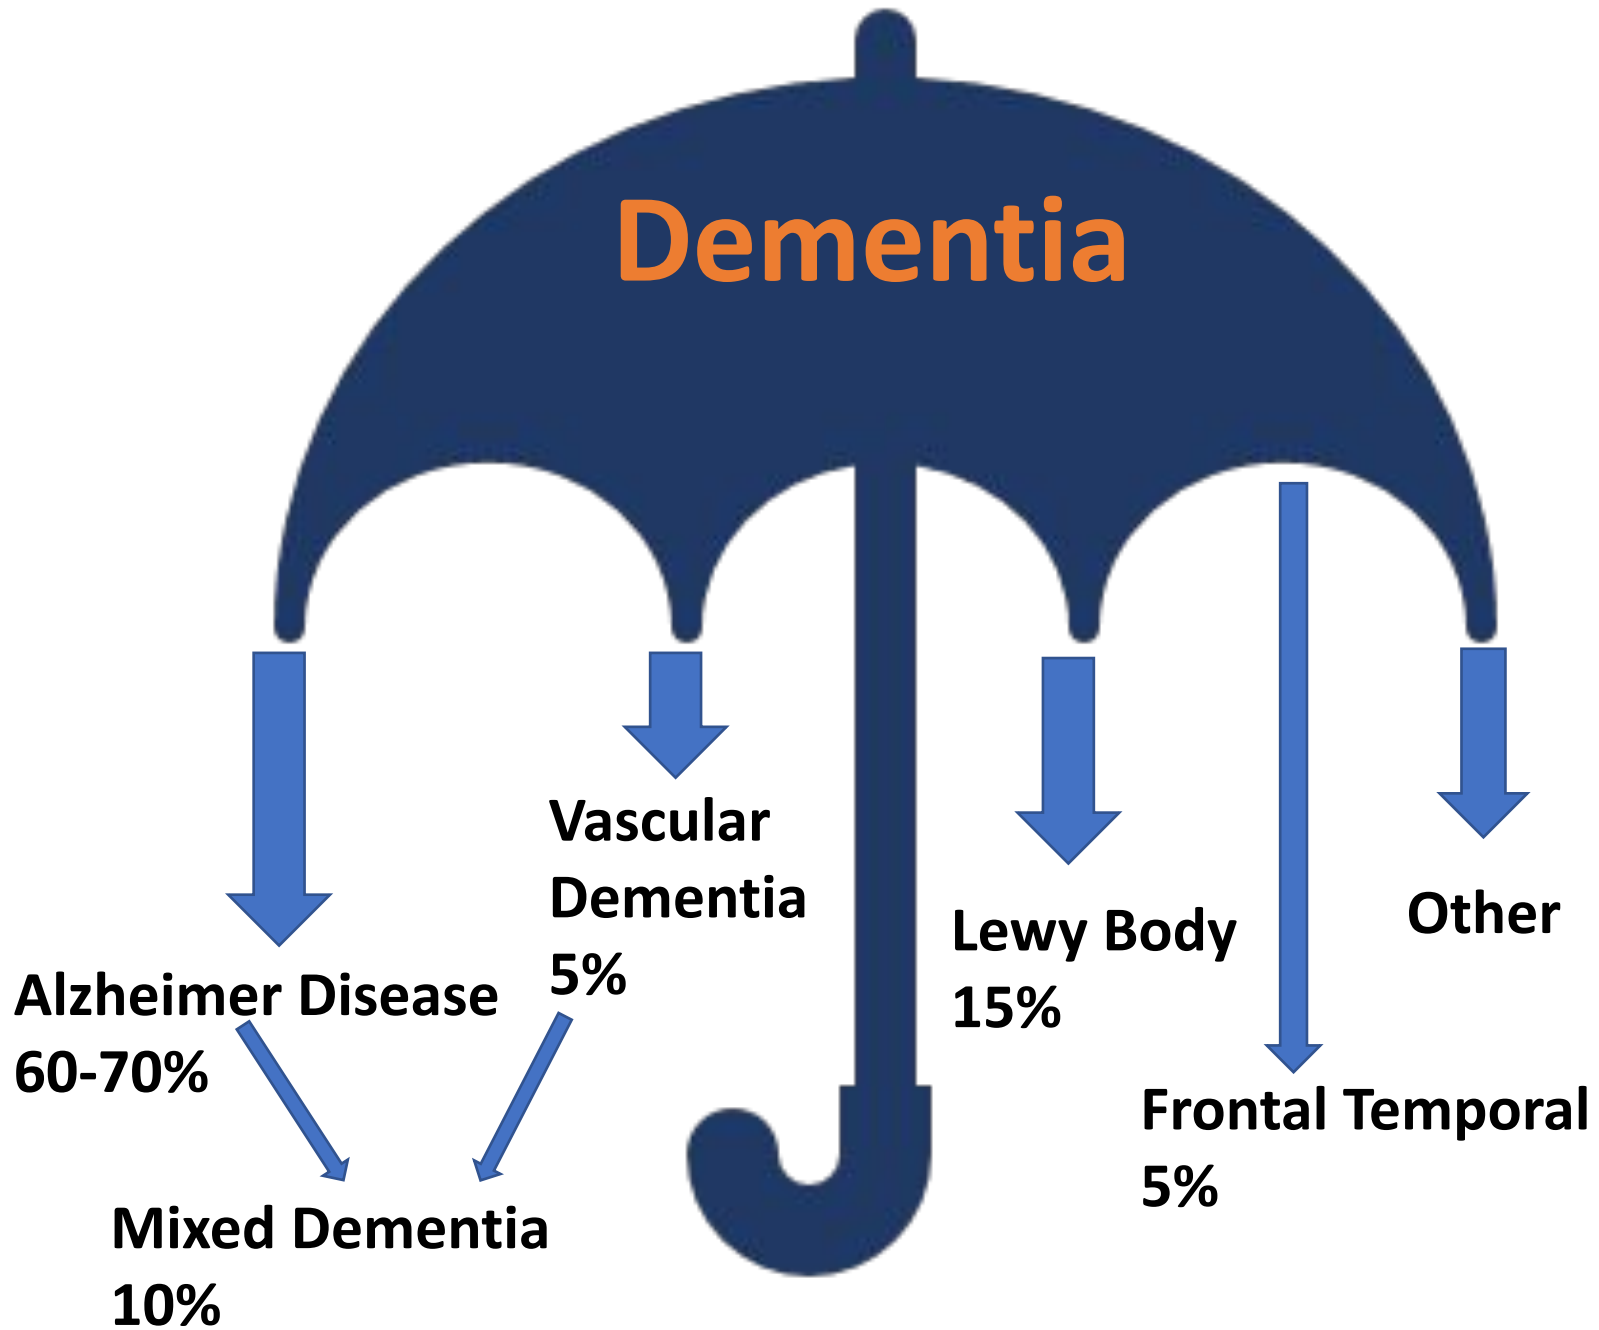 Dementia
Alzheimer Disease
60-70%
Vascular
Dementia
5%
Mixed Dementia
10%
Lewy Body
15%
Frontal Temporal
5%
Other